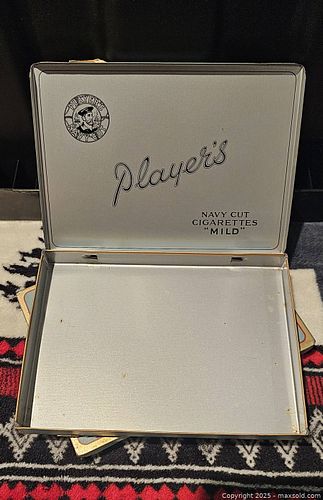 Player's
NAVY CUT
CIGARETTES
"MILD"
Copyright © 2025 - maxsold.com